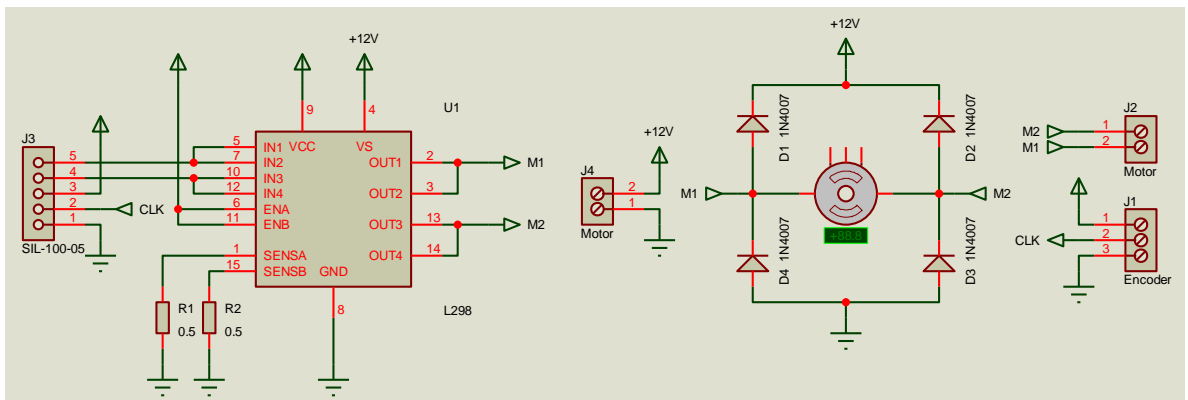 J3
5
4
3
2
1
CLK
SIL-100-05
+12V
9
4
U1
VCC
VS
5
IN1
7
IN2
10
IN3
12
IN4
6
ENA
11
ENB
1
SENSA
15
SENSB
GND
8
OUT1
2
M1
OUT2
3
OUT3
13
M2
OUT4
14
L298
R1
0.5
R2
0.5
J4
2
1
+12V
Motor
+12V
D1
1N4007
D2
1N4007
M1
M2
+88.8
D4
1N4007
D3
1N4007
J2
M2
1
M1
2
Motor
J1
1
CLK
2
3
Encoder